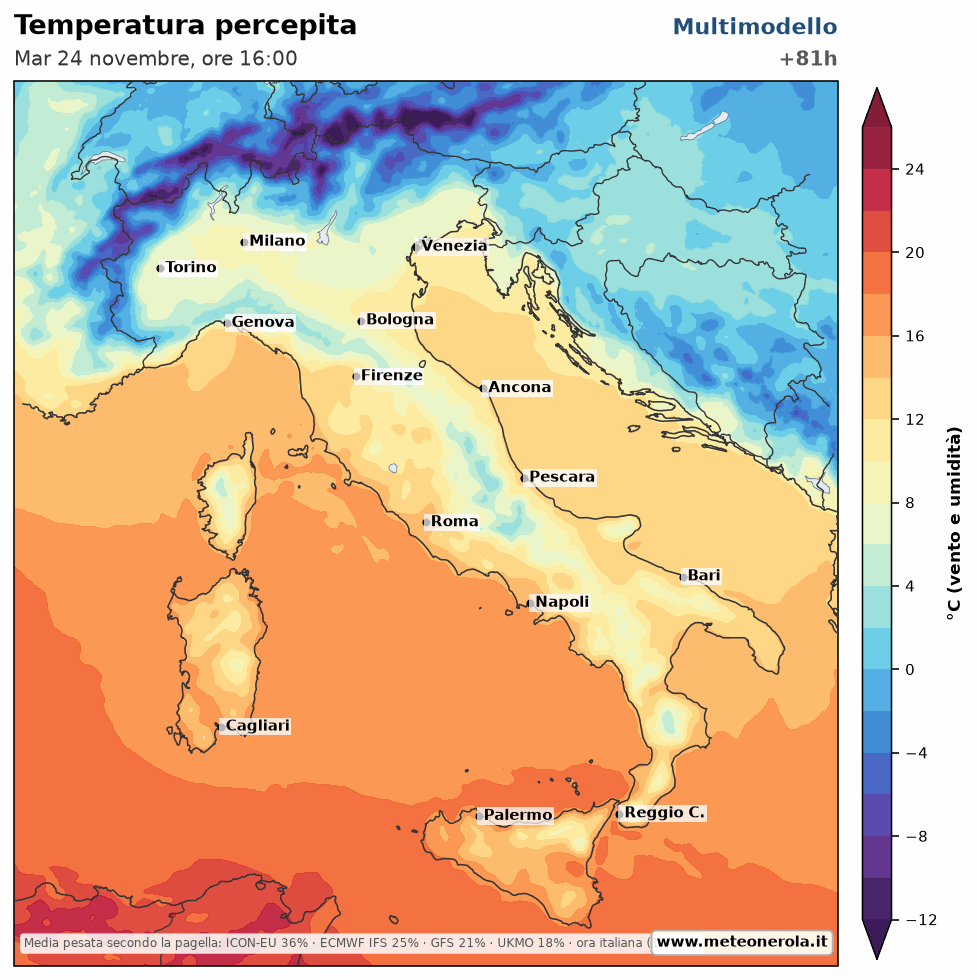 Temperatura percepita
Multimodello
Mar 24 novembre, ore 16:00
+81h
Milano
Venezia
Torino
Genova
Bologna
Firenze
Ancona
Pescara
Roma
Bari
Napoli
Cagliari
Palermo
Reggio C.
24
20
16
12
8
4
0
−4
−8
−12
°C (vento e umidità)
Media pesata secondo la pagella: ICON-EU 36% · ECMWF IFS 25% · GFS 21% · UKMO 18% · ora italiana (
www.meteonerola.it